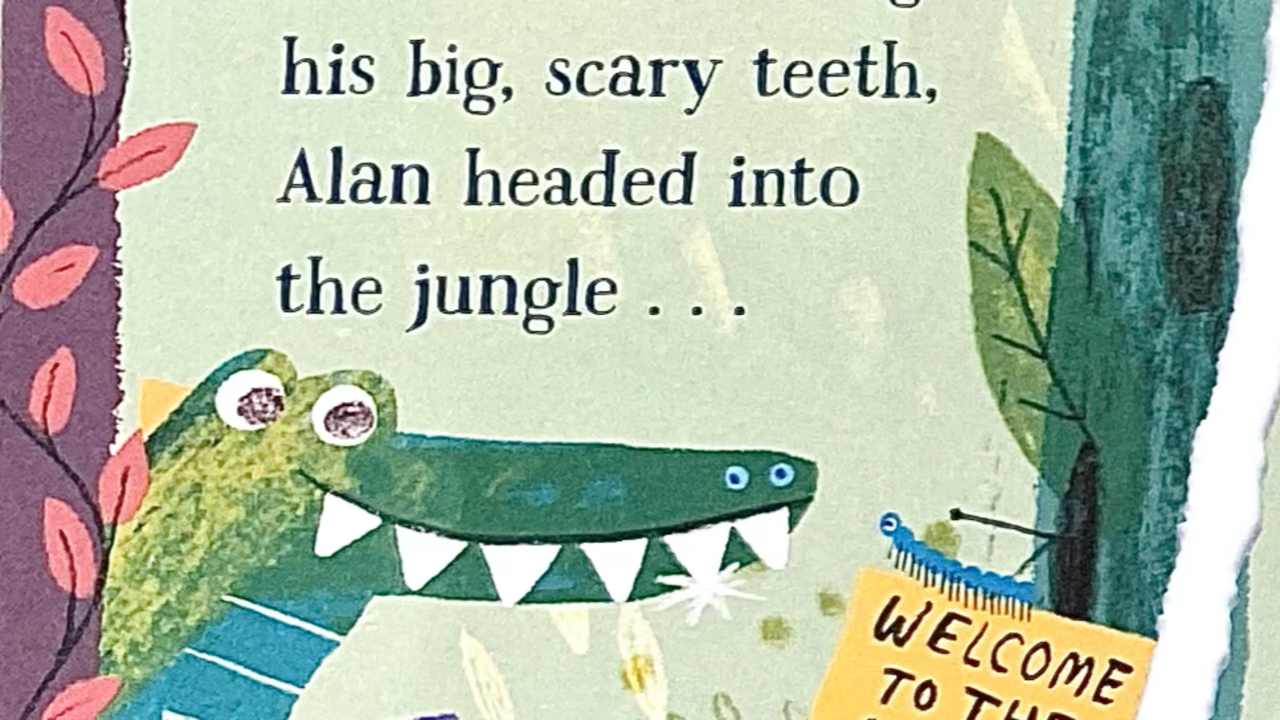 his big, scary teeth,
Alan headed into
the jungle . . .
WELCOME
TO THE